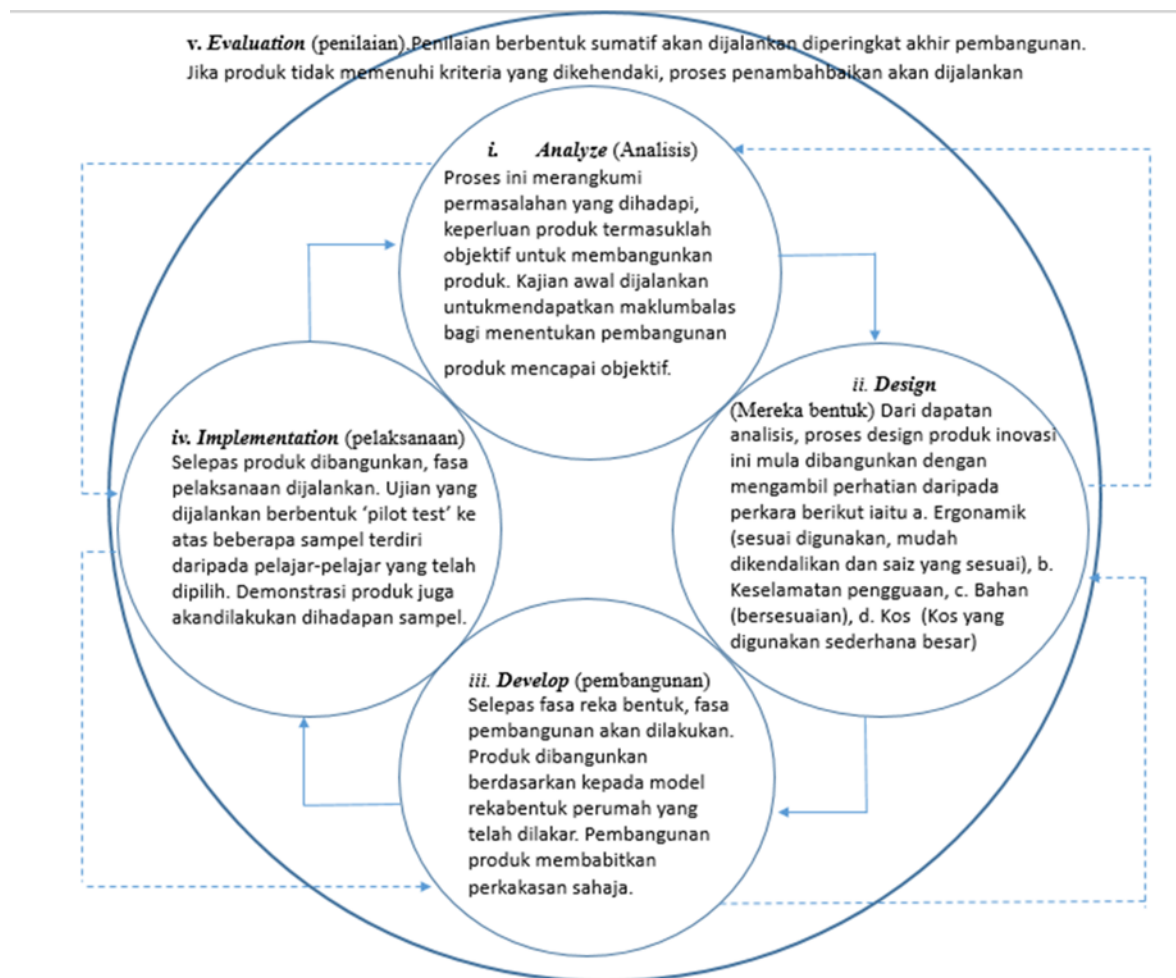 v. Evaluation (penilaian).Penilaian berbentuk sumatif akan dijalankan diperingkat akhir pembangunan.
Jika produk tidak memenuhi kriteria yang dikehendaki, proses penambahbaikan akan dijalankan
i. Analyze (Analisis)
Proses ini merangkumi
permasalahan yang dihadapi,
keperluan produk termasuklah
objektif untuk membangunkan
produk. Kajian awal dijalankan
untukmendapatkan maklumbalas
bagi menentukan pembangunan
produk mencapai objektif.
ii. Design
(Mereka bentuk) Dari dapatan
analisis, proses design produk inovasi
ini mula dibangunkan dengan
mengambil perhatian daripada
perkara berikut iaitu a. Ergonamik
(sesuai digunakan, mudah
dikendalikan dan saiz yang sesuai), b.
Keselamatan pengguaan, c. Bahan
(bersesuaian), d. Kos (Kos yang
digunakan sederhana besar)
iii. Develop (pembangunan)
Selepas fasa reka bentuk, fasa
pembangunan akan dilakukan.
Produk dibangunkan
berdasarkan kepada model
rekabentuk perumah yang
telah dilakar. Pembangunan
produk membabitkan
perkakasan sahaja.
iv. Implementation (pelaksanaan)
Selepas produk dibangunkan, fasa
pelaksanaan dijalankan. Ujian yang
dijalankan berbentuk ‘pilot test’ ke
atas beberapa sampel terdiri
daripada pelajar-pelajar yang telah
dipilih. Demonstrasi produk juga
akandilakukan dihadapan sampel.